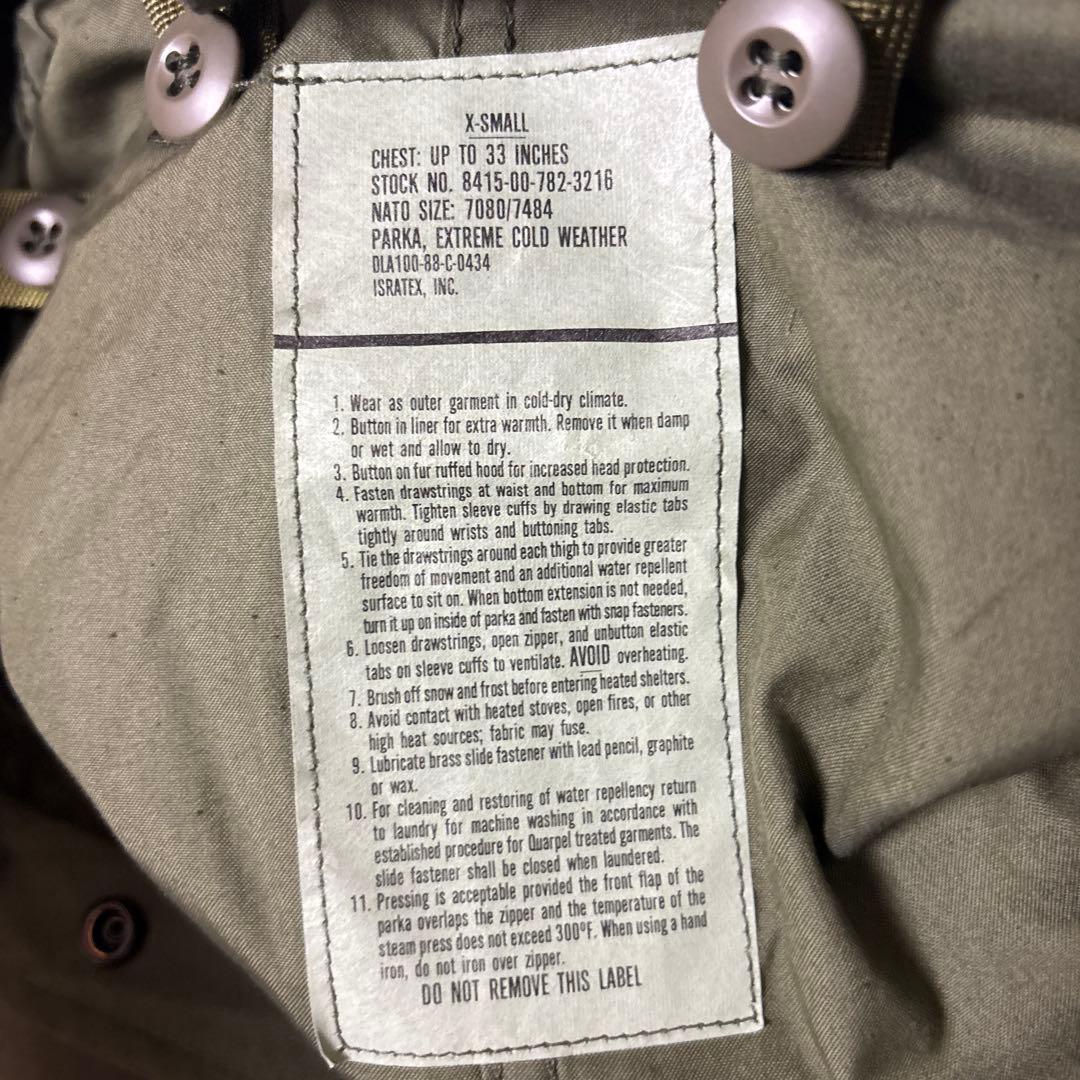 X-SMALL
CHEST: UP TO 33 INCHES
STOCK NO. 8415-00-782-3216
NATO SIZE: 7080/7484
PARKA, EXTREME COLD WEATHER
DLA100-88-C-0434
ISRATEX, INC.
1. Wear as outer garment in cold-dry climate.
2. Button in liner for extra warmth. Remove it when damp
or wet and allow to dry.
3. Button on fur ruffed hood for increased head protection.
4. Fasten drawstrings at waist and bottom for maximum
warmth. Tighten sleeve cuffs by drawing elastic tabs
tightly around wrists and buttoning tabs.
5. Tie the drawstrings around each thigh to provide greater
freedom of movement and an additional water repellent
surface to sit on. When bottom extension is not needed,
turn it up on inside of parka and fasten with snap fasteners.
6. Loosen drawstrings, open zipper, and unbutton elastic
tabs on sleeve cuffs to ventilate. AVOID overheating.
7. Brush off snow and frost before entering heated shelters.
8. Avoid contact with heated stoves, open fires, or other
high heat sources; fabric may fuse.
9. Lubricate brass slide fastener with lead pencil, graphite
or wax.
10. For cleaning and restoring of water repellency return
to laundry for machine washing in accordance with
established procedure for Quarpel treated garments. The
slide fastener shall be closed when laundered.
11. Pressing is acceptable provided the front flap of the
parka overlaps the zipper and the temperature of the
steam press does not exceed 300°F. When using a hand
iron, do not iron over zipper.
DO NOT REMOVE THIS LABEL